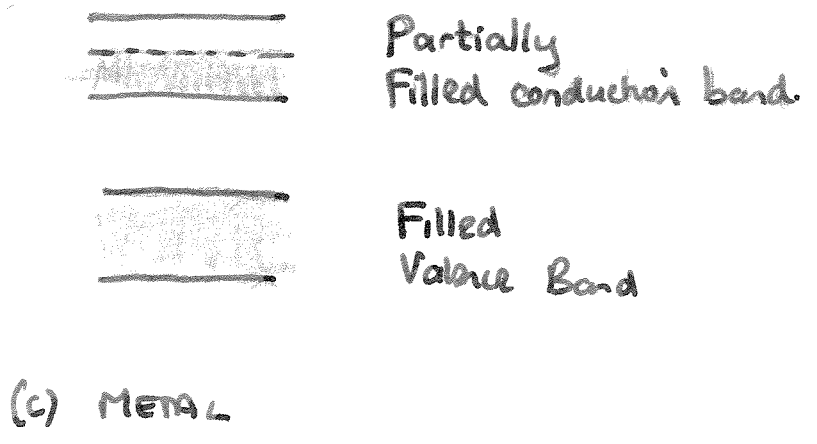 Partially
Filled conduction band.
Filled
Valence Band
(C) METAL